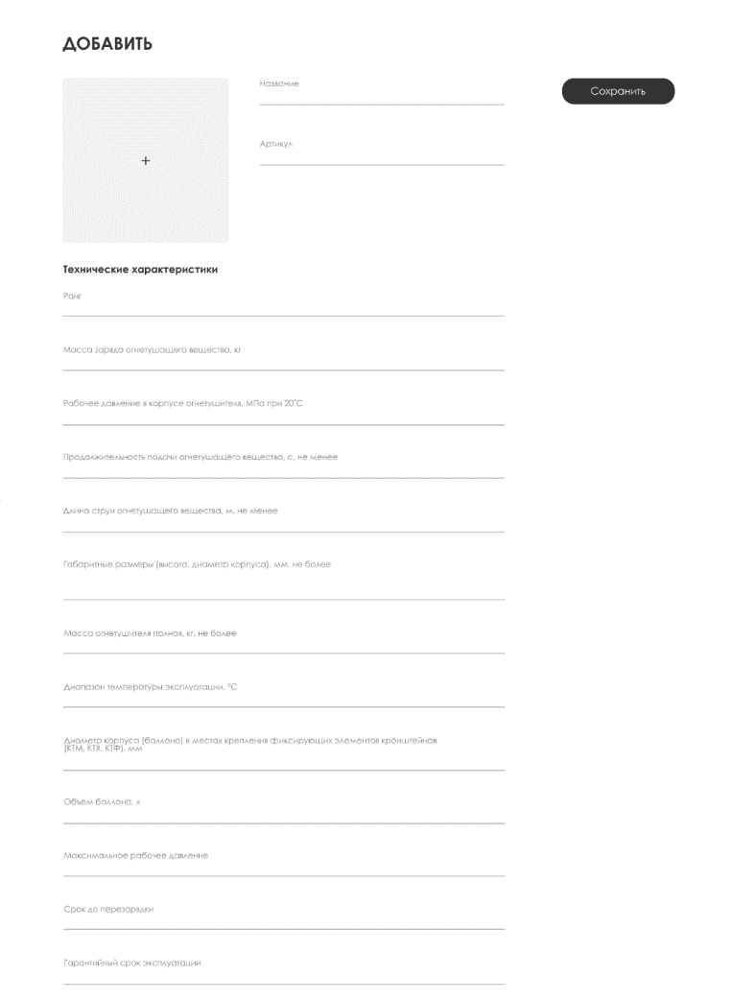 ДОБАВИТЬ
Название
Сохранить
+
Артикул
Технические характеристики
Ранг
Масса заряда огнетушащего вещества, кг
Рабочее давление в корпусе огнетушителя, МПа при 20˚С
Продолжительность подачи огнетушащего вещества, с, не менее
Длина струи огнетушащего вещества, м, не менее
Габаритные размеры (высота, диаметр корпуса), мм, не более
Масса огнетушителя полная, кг, не более
Диапазон температуры эксплуатации, °С
Диаметр корпуса (баллона) в местах крепления фиксирующих элементов кронштейнов
(КТМ, КТХ, КТФ), мм
Объем баллона, л
Максимальное рабочее давление
Срок до перезарядки
Гарантийный срок эксплуатации